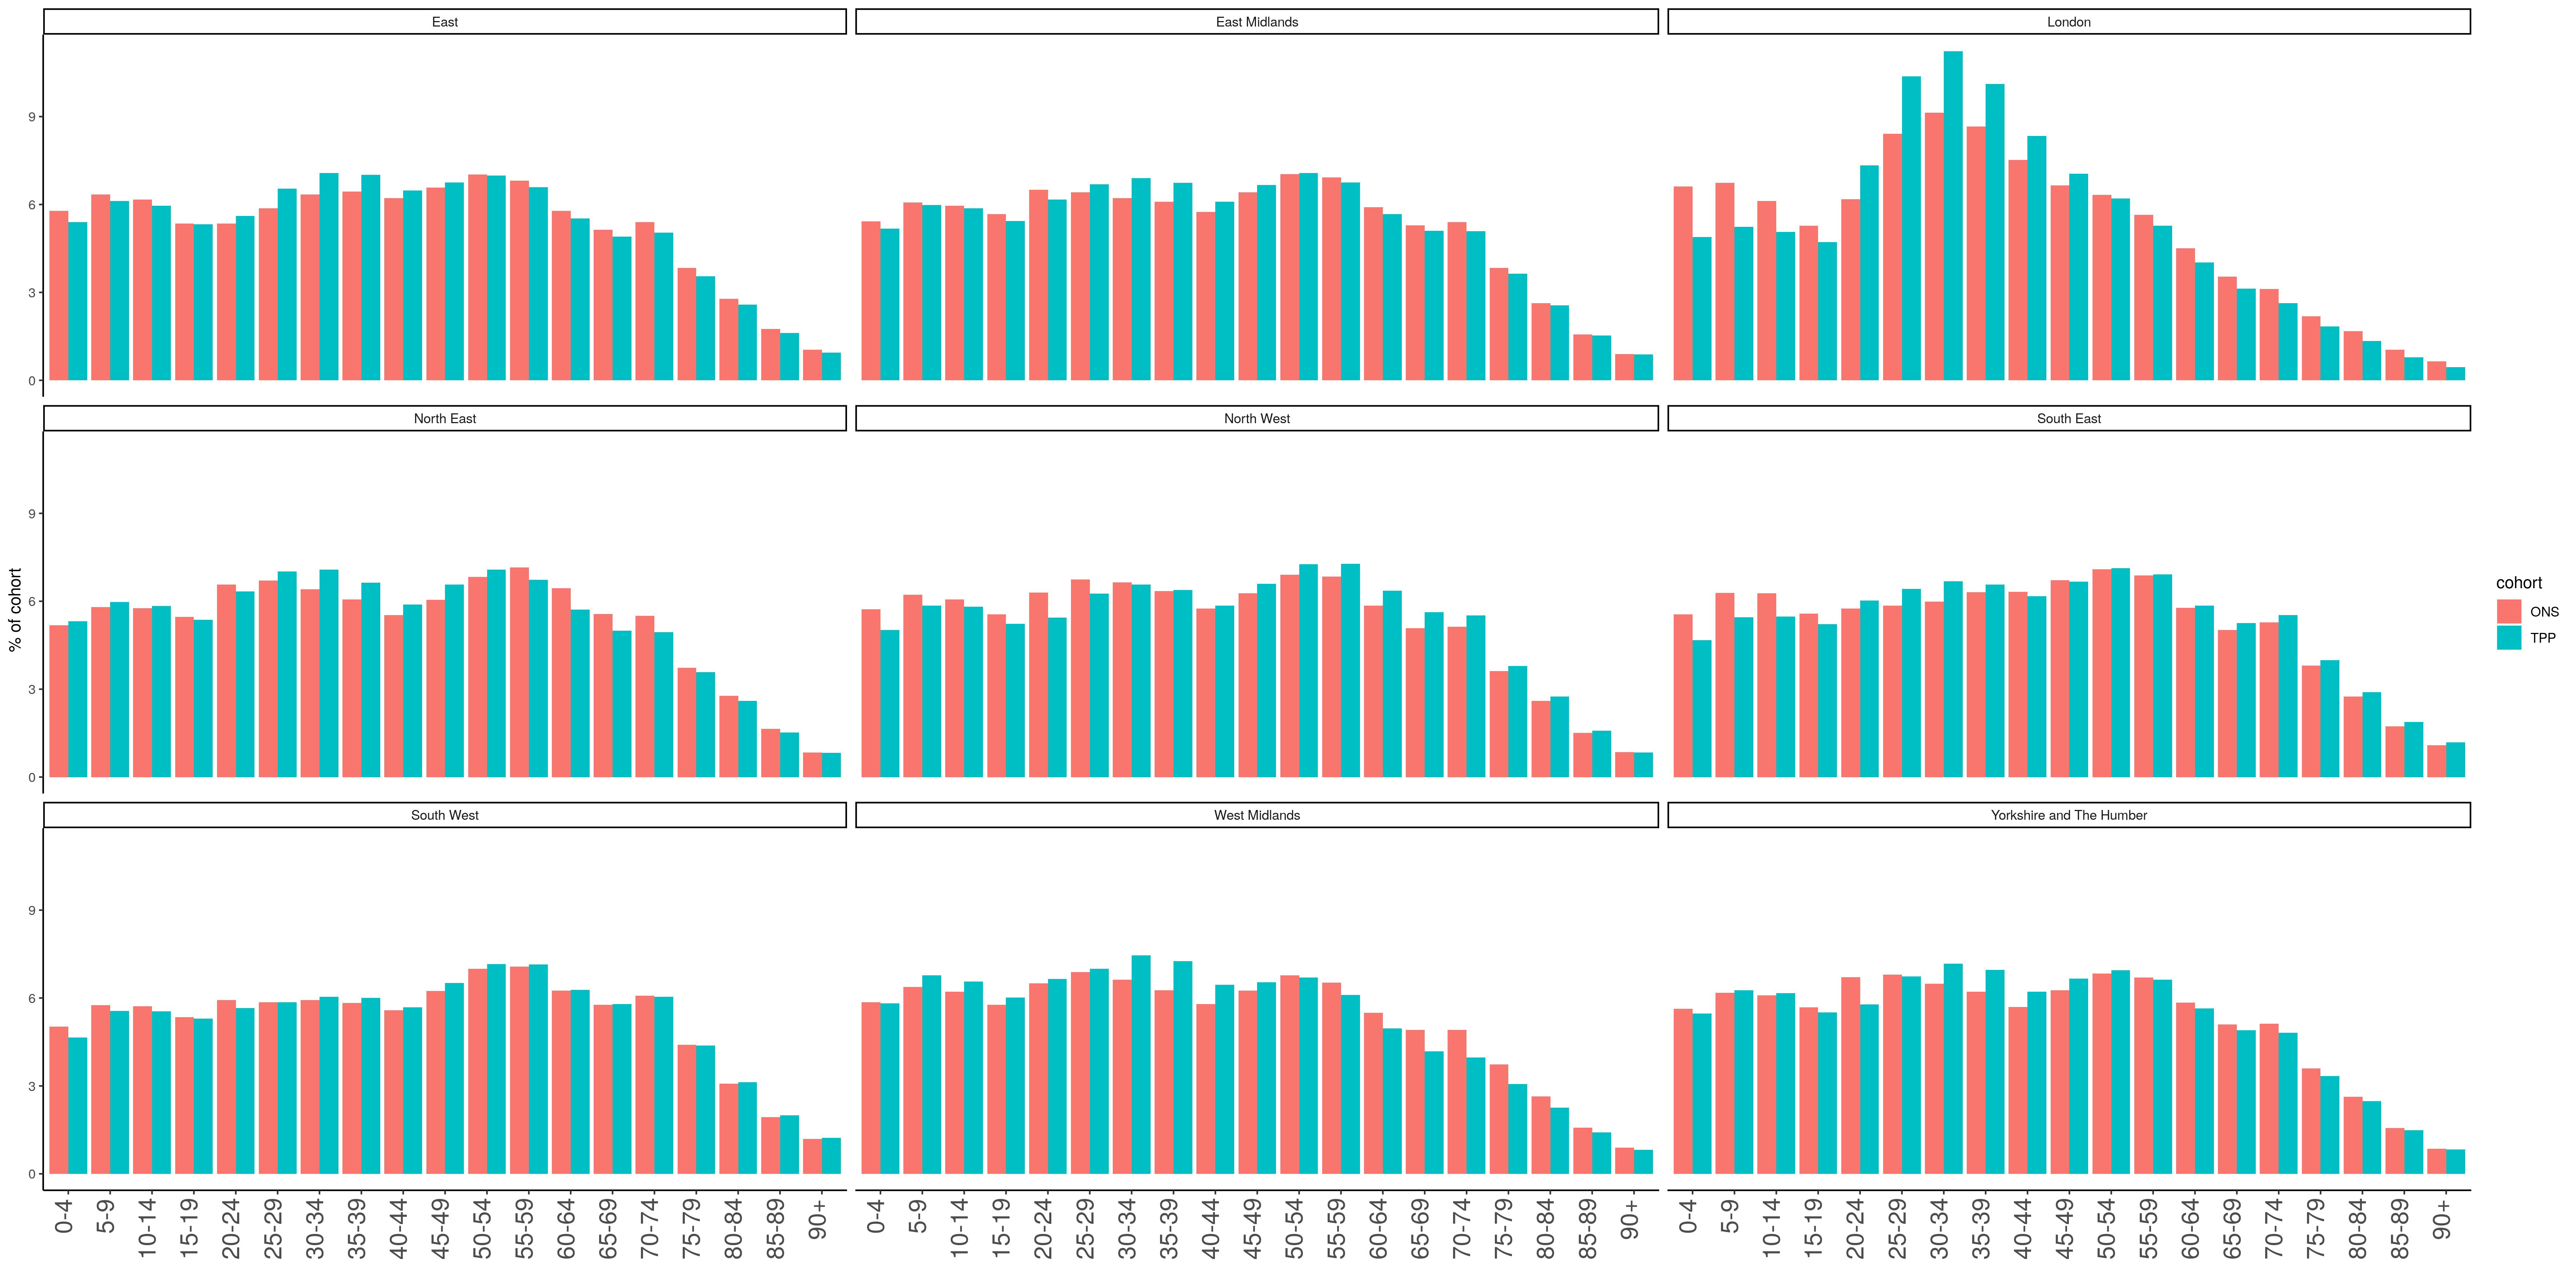 East
East Midlands
London
9
6
3
0
North East
North West
South East
9
6
3
0
% of cohort
cohort
ONS
TPP
South West
West Midlands
Yorkshire and The Humber
9
6
3
0
0-4 5-9 10-14 15-19 20-24 25-29 30-34 35-39 40-44 45-49 50-54 55-59 60-64 65-69 70-74 75-79 80-84 85-89 90+
0-4 5-9 10-14 15-19 20-24 25-29 30-34 35-39 40-44 45-49 50-54 55-59 60-64 65-69 70-74 75-79 80-84 85-89 90+
0-4 5-9 10-14 15-19 20-24 25-29 30-34 35-39 40-44 45-49 50-54 55-59 60-64 65-69 70-74 75-79 80-84 85-89 90+